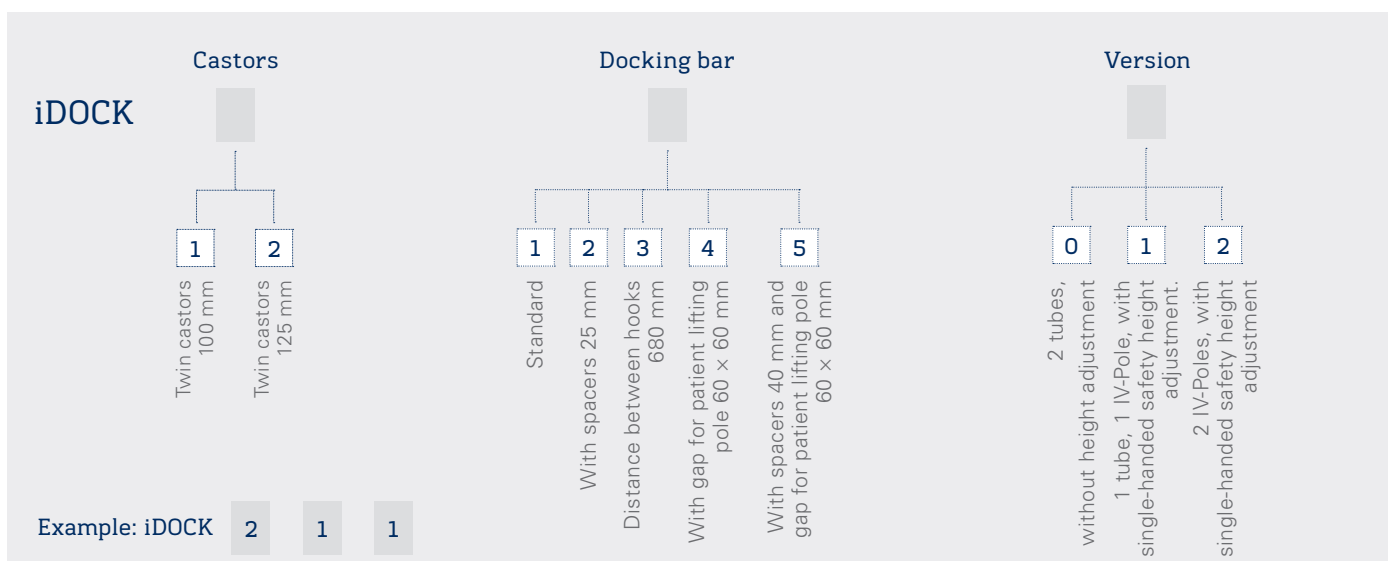 Castors
Docking bar
Version
iDOCK
1
2
1
2
3
4
5
0
1
2
Twin castors
100 mm
Twin castors
125 mm
Standard
With spacers 25 mm
Distance between hooks
680 mm
With gap for patient lifting
pole 60 × 60 mm
With spacers 40 mm and
gap for patient lifting pole
60 × 60 mm
2 tubes,
without height adjustment
1 tube, 1 IV-Pole, with
single-handed safety height
adjustment.
2 IV-Poles, with
single-handed safety height
adjustment
Example: iDOCK 2 1 1